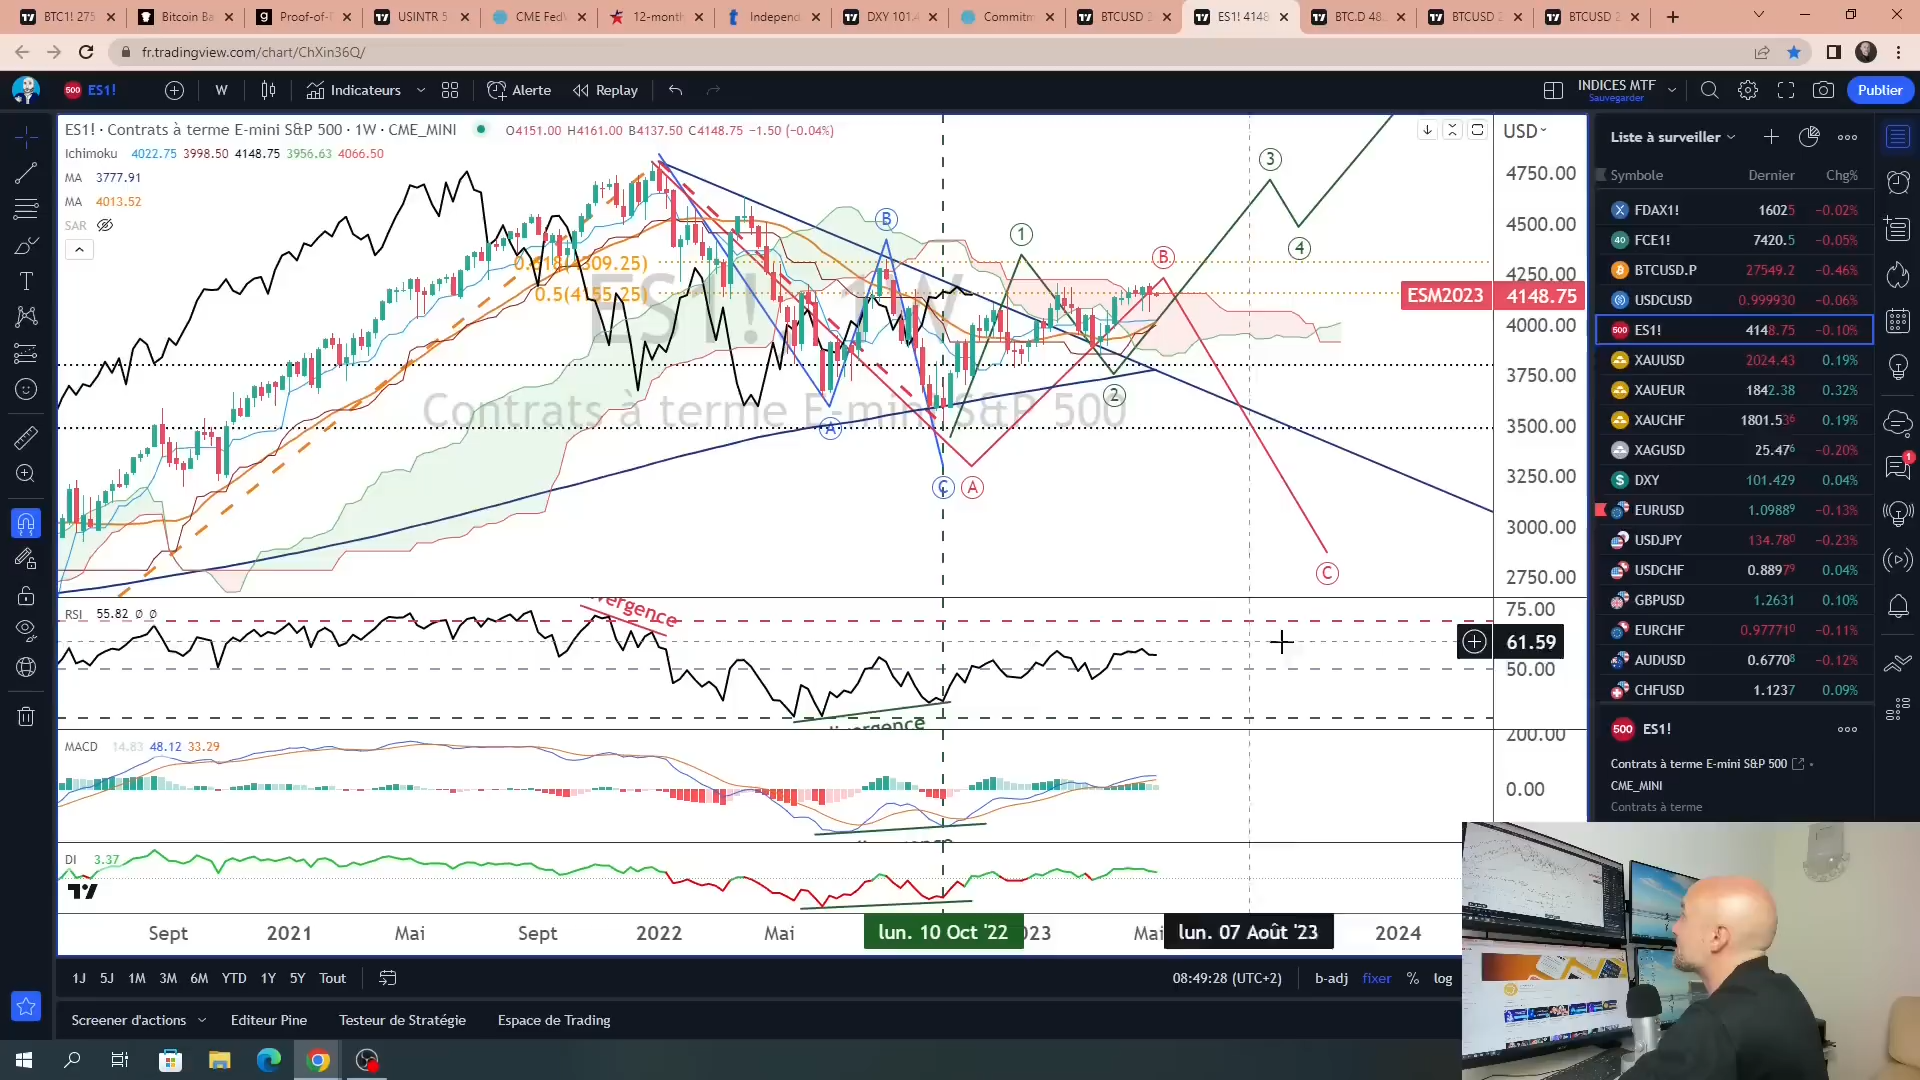 BTC1! 275
Bitcoin Ba
Proof-of-
USINTR 5
CME Fed
12-month
Independ
DXY 101.4
Commitm
BTCUSD 2
ES1! 4148
BTC.D 48.
BTCUSD 2
BTCUSD 2
fr.tradingview.com/chart/ChXin36Q/
500 ES1! W Indicateurs Alerte Replay
INDICES MTF
Sauvegarder
Publier
ES1! · Contrats à terme E-mini S&P 500 · 1W · CME_MINI
O4151.00 H4161.00 B4137.50 C4148.75 −1.50 (−0.04%)
Ichimoku 4022.75 3998.50 4148.75 3956.63 4066.50
MA 3777.91
MA 4013.52
SAR
0.618(4309.25)
0.5(4155.25)
ES1! 1W
Contrats à terme E-mini S&P 500
A
B
C
A
B
C
1
2
3
4
USD
4750.00
4500.00
4250.00
ESM2023 4148.75
4000.00
3750.00
3500.00
3250.00
3000.00
2750.00
RSI 55.82 ∅ ∅
75.00
61.59
50.00
MACD 14.83 48.12 33.29
200.00
0.00
DI 3.37
Sept 2021 Mai Sept 2022 Mai lun. 10 Oct '22 023 Mai lun. 07 Août '23 2024
1J 5J 1M 3M 6M YTD 1Y 5Y Tout
08:49:28 (UTC+2) b-adj fixer % log
Screener d'actions Editeur Pine Testeur de Stratégie Espace de Trading
Liste à surveiller
Symbole Dernier Chg%
FDAX1! 16025 −0.02%
FCE1! 7420.5 −0.05%
BTCUSD.P 27549.2 −0.46%
USDCUSD 0.999930 −0.06%
ES1! 4148.75 −0.10%
XAUUSD 2024.43 0.19%
XAUEUR 1842.38 0.32%
XAUCHF 1801.536 0.19%
XAGUSD 25.476 −0.20%
DXY 101.429 0.04%
EURUSD 1.09889 −0.13%
USDJPY 134.780 −0.23%
USDCHF 0.88979 0.04%
GBPUSD 1.2631 0.10%
EURCHF 0.977710 −0.11%
AUDUSD 0.67708 −0.12%
CHFUSD 1.1237 0.09%
500 ES1!
Contrats à terme E-mini S&P 500
CME_MINI
Contrats à terme